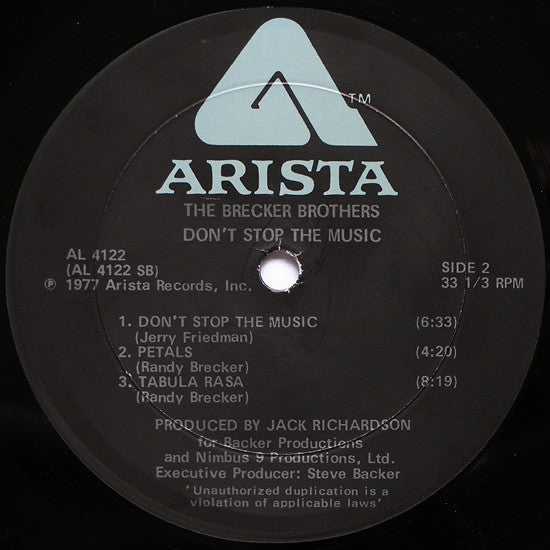 TM
ARISTA
THE BRECKER BROTHERS
DON'T STOP THE MUSIC
AL 4122
(AL 4122 SB)
℗ 1977 Arista Records, Inc.
SIDE 2
33 1/3 RPM
1. DON'T STOP THE MUSIC (6:33)
(Jerry Friedman)
2. PETALS (4:20)
(Randy Brecker)
3. TABULA RASA (8:19)
(Randy Brecker)
PRODUCED BY JACK RICHARDSON
for Backer Productions
and Nimbus 9 Productions, Ltd.
Executive Producer: Steve Backer
'Unauthorized duplication is a
violation of applicable laws'